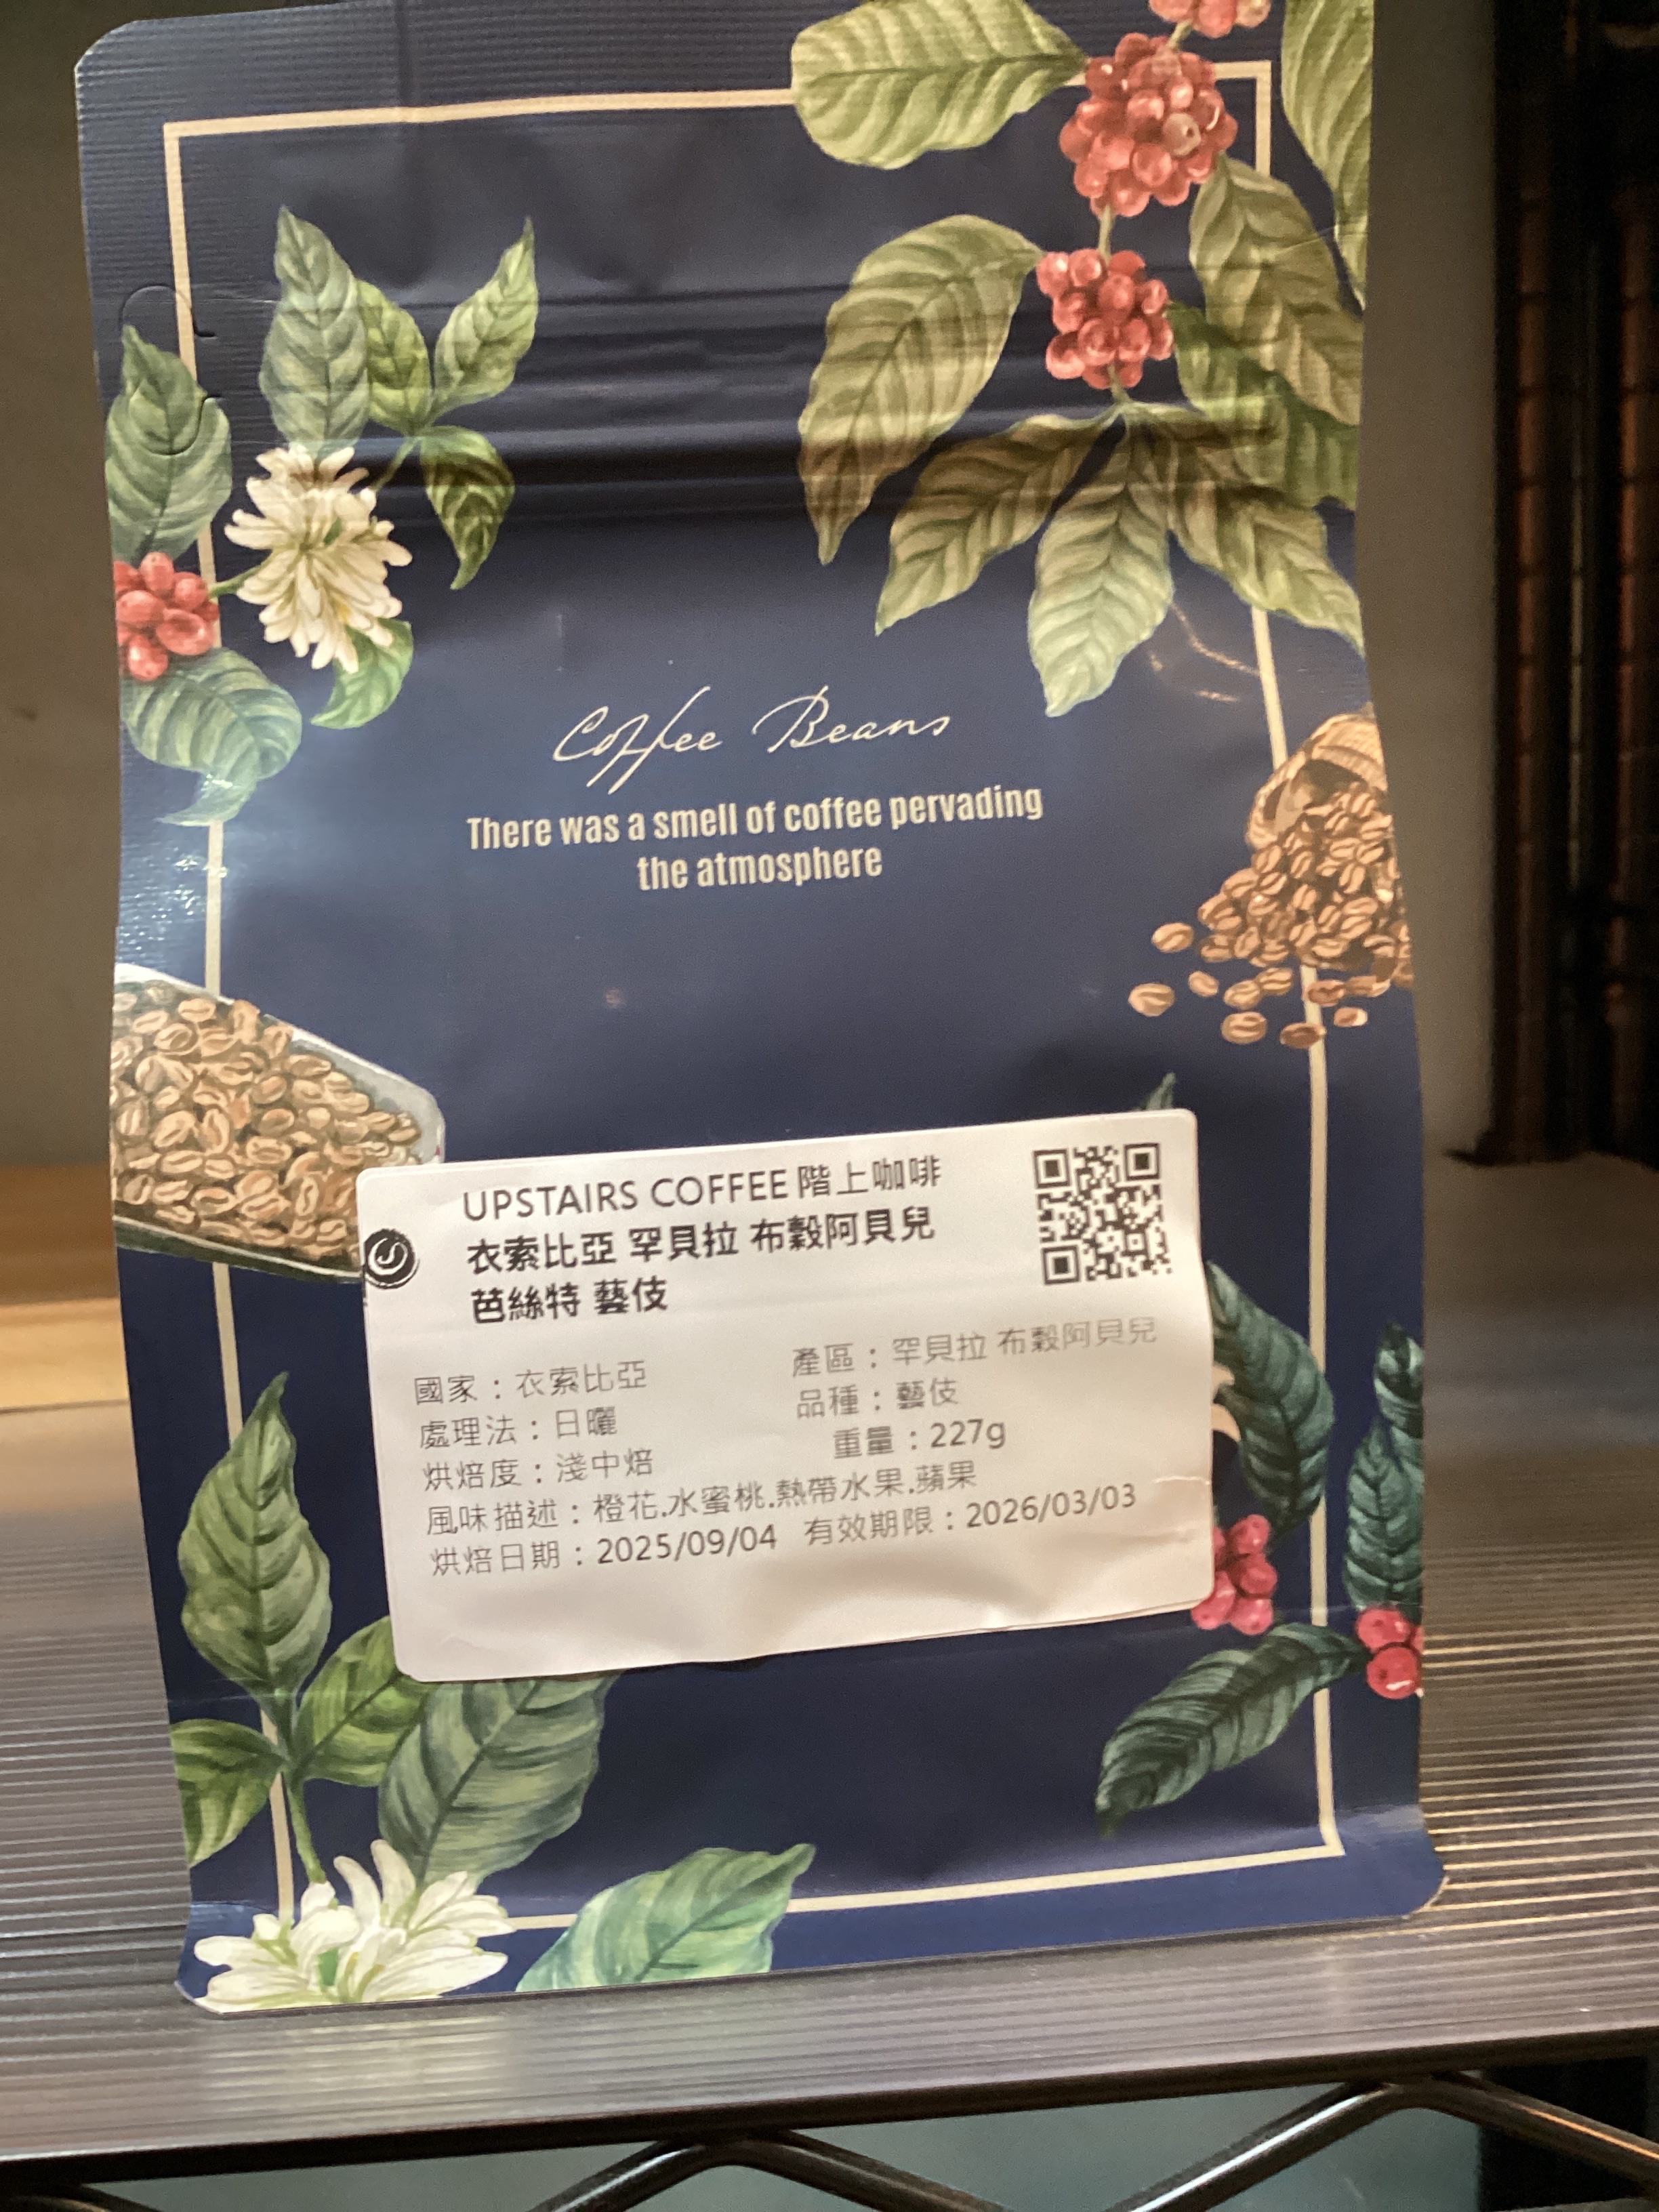 Coffee Beans
There was a smell of coffee pervading
the atmosphere
UPSTAIRS COFFEE 階上咖啡
衣索比亞 罕貝拉 布穀阿貝兒
芭絲特 藝伎
國家：衣索比亞
產區：罕貝拉 布穀阿貝兒
處理法：日曬
品種：藝伎
烘焙度：淺中焙
重量：227g
風味描述：橙花.水蜜桃.熱帶水果.蘋果
烘焙日期：2025/09/04 有效期限：2026/03/03